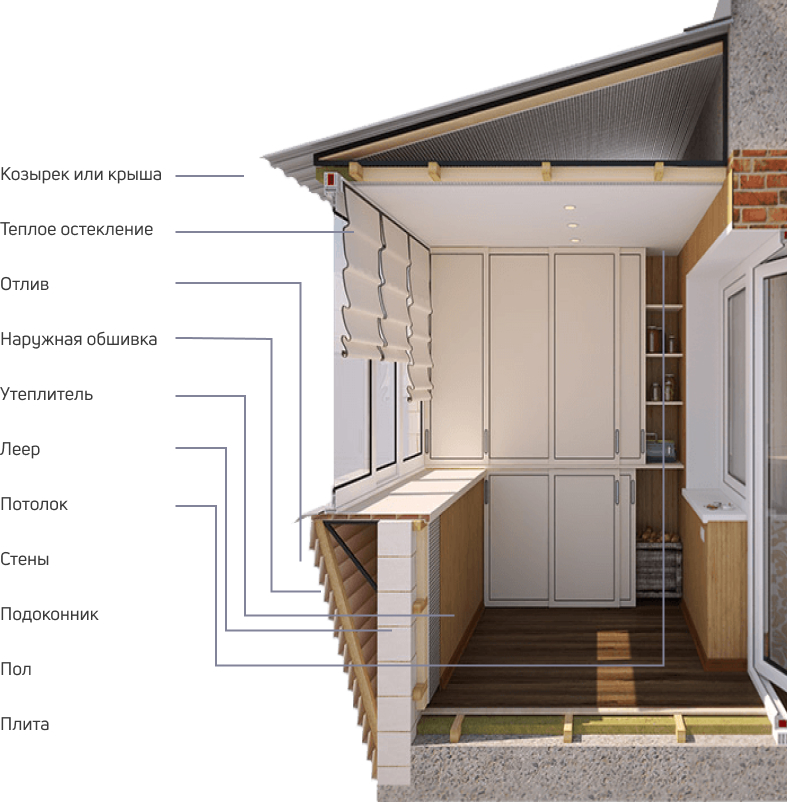 Козырек или крыша
Теплое остекление
Отлив
Наружная обшивка
Утеплитель
Леер
Потолок
Стены
Подоконник
Пол
Плита